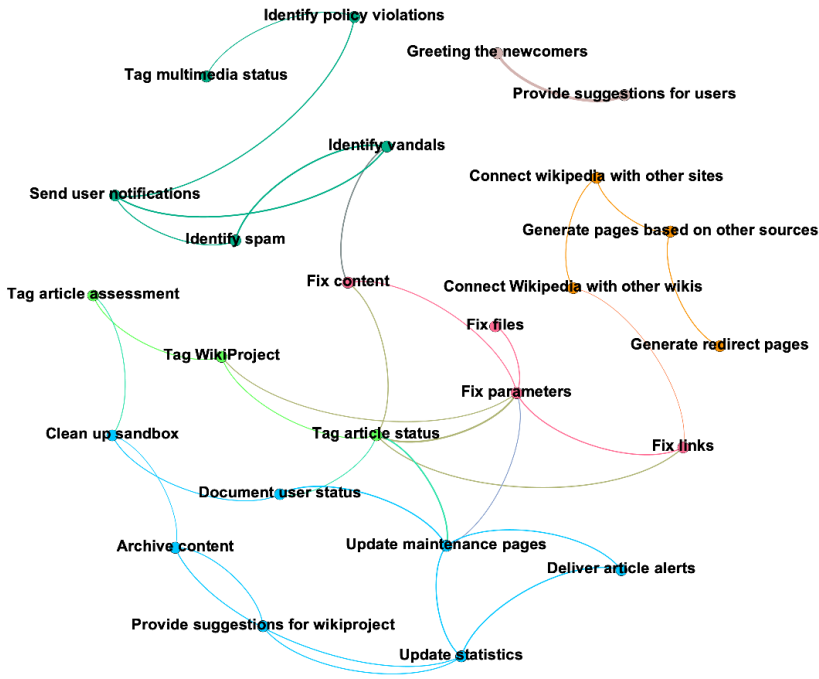 Identify policy violations
Greeting the newcomers
Tag multimedia status
Provide suggestions for users
Identify vandals
Connect wikipedia with other sites
Send user notifications
Generate pages based on other sources
Identify spam
Fix content
Connect Wikipedia with other wikis
Tag article assessment
Fix files
Generate redirect pages
Tag WikiProject
Fix parameters
Clean up sandbox
Tag article status
Fix links
Document user status
Archive content
Update maintenance pages
Deliver article alerts
Provide suggestions for wikiproject
Update statistics